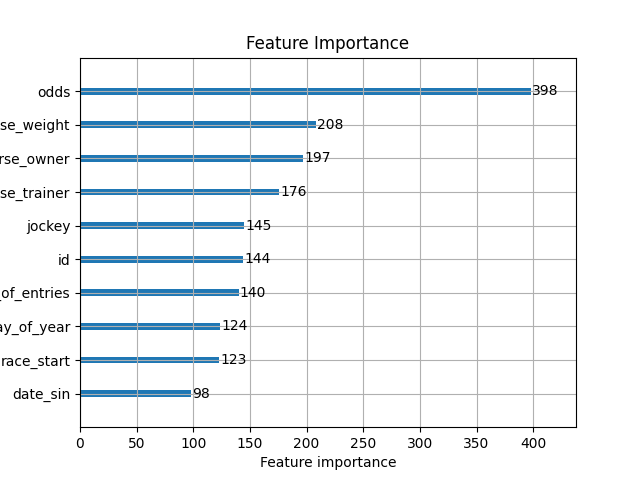 Feature Importance
odds 398
se_weight 208
rse_owner 197
se_trainer 176
jockey 145
id 144
_of_entries 140
ay_of_year 124
race_start 123
date_sin 98
0 50 100 150 200 250 300 350 400
Feature importance